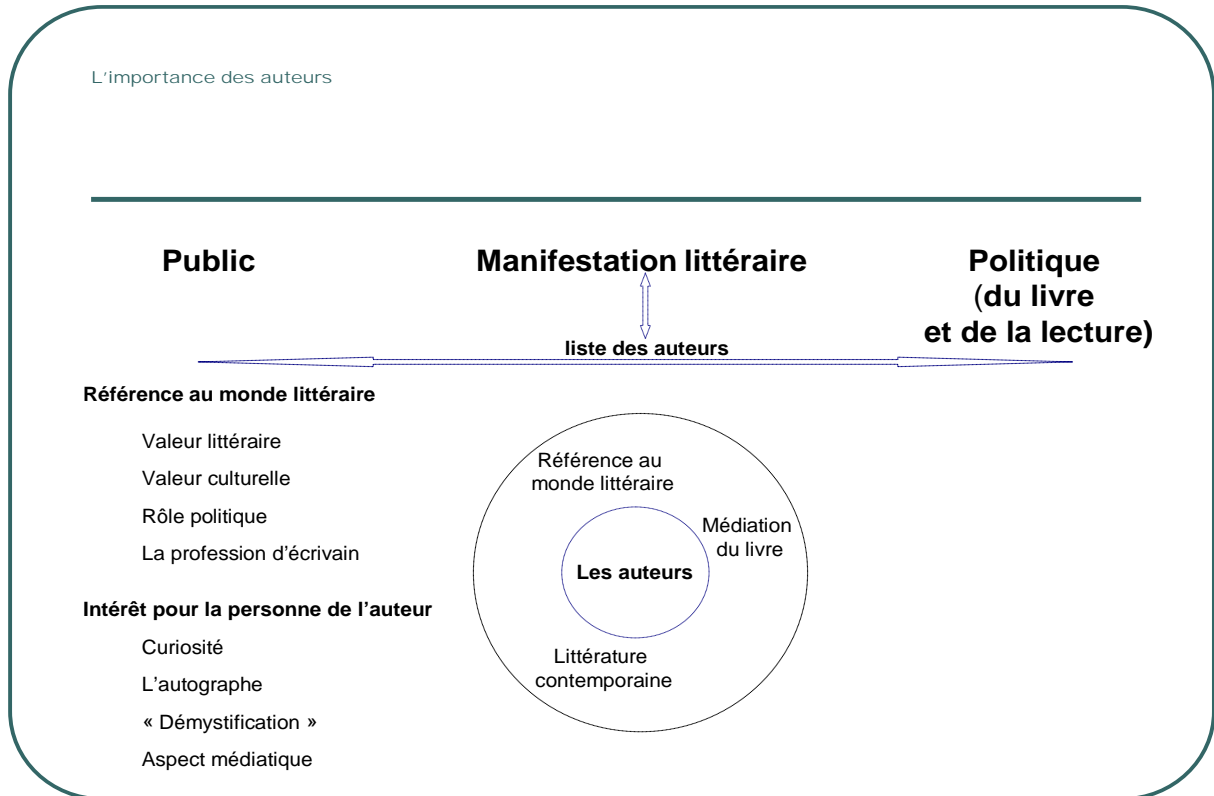 L'importance des auteurs
Public
Manifestation littéraire
Politique
(du livre
et de la lecture)
liste des auteurs
Référence au monde littéraire
Valeur littéraire
Valeur culturelle
Rôle politique
La profession d'écrivain
Intérêt pour la personne de l'auteur
Curiosité
L'autographe
« Démystification »
Aspect médiatique
Référence au
monde littéraire
Médiation
du livre
Les auteurs
Littérature
contemporaine